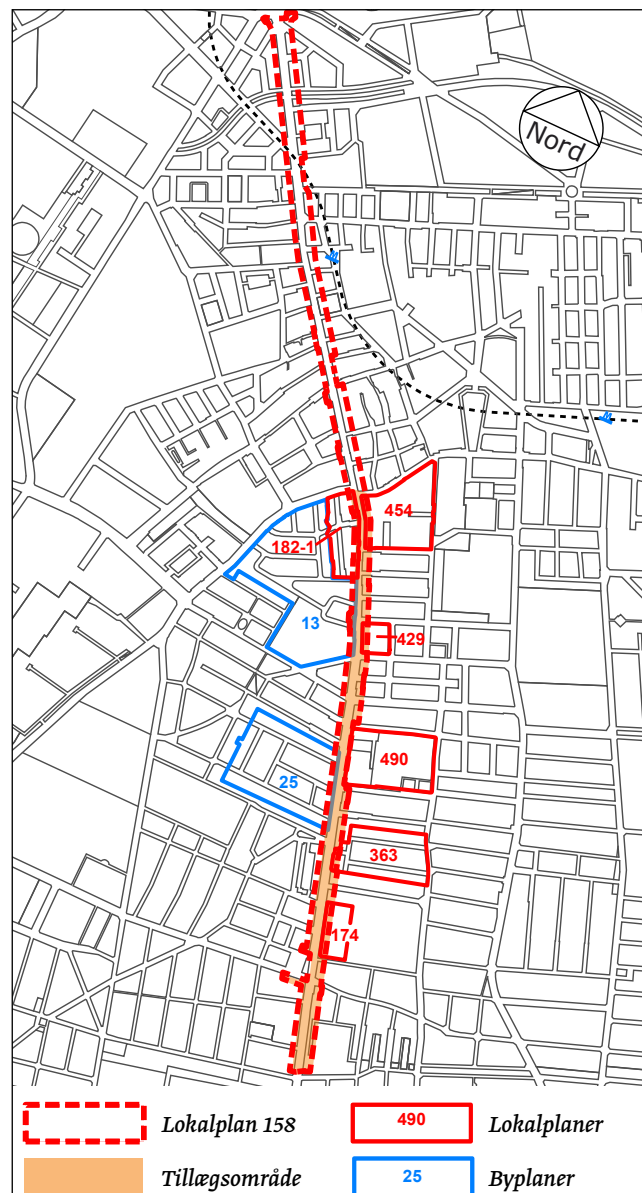 Nord
M
M
454
182-1
13
429
490
25
363
174
Lokalplan 158
490
Lokalplaner
Tillægsområde
25
Byplaner